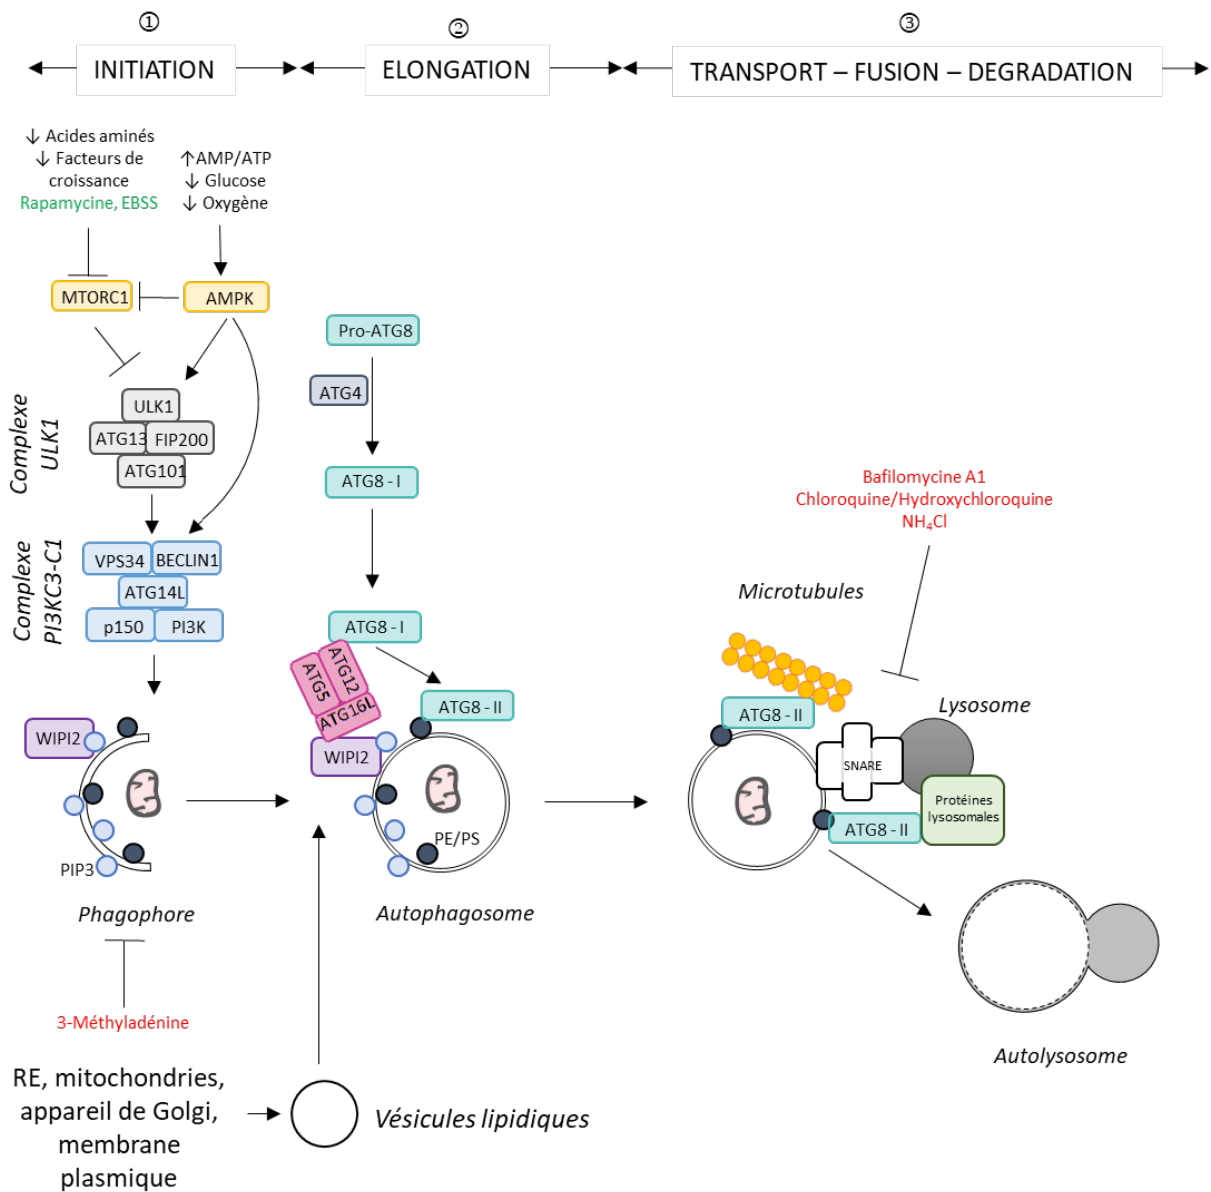 ①
②
③
INITIATION
ELONGATION
TRANSPORT – FUSION – DEGRADATION
↓ Acides aminés
↓ Facteurs de
croissance
Rapamycine, EBSS
↑AMP/ATP
↓ Glucose
↓ Oxygène
MTORC1
AMPK
Complexe
ULK1
ULK1
ATG13
FIP200
ATG101
Complexe
PI3KC3-C1
VPS34
BECLIN1
ATG14L
p150
PI3K
WIPI2
PIP3
Phagophore
3-Méthyladénine
RE, mitochondries,
appareil de Golgi,
membrane
plasmique
Vésicules lipidiques
Pro-ATG8
ATG4
ATG8 - I
ATG8 - I
ATG5
ATG12
ATG16L
ATG8 - II
WIPI2
PE/PS
Autophagosome
Bafilomycine A1
Chloroquine/Hydroxychloroquine
NH₄Cl
Microtubules
Lysosome
ATG8 - II
SNARE
Protéines
lysosomales
ATG8 - II
Autolysosome